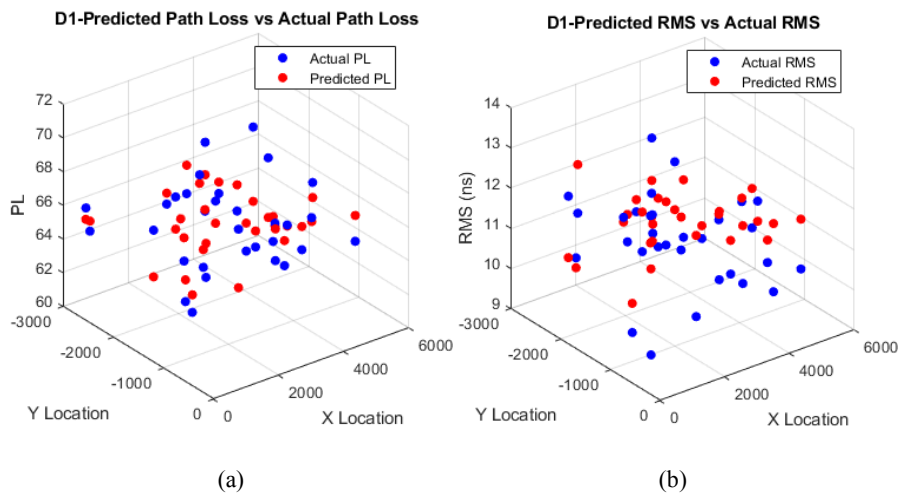 D1-Predicted Path Loss vs Actual Path Loss
Actual PL
Predicted PL
72
70
68
66
64
62
60
PL
-3000
-2000
-1000
0
Y Location
0
2000
4000
6000
X Location
(a)
D1-Predicted RMS vs Actual RMS
Actual RMS
Predicted RMS
14
13
12
11
10
9
RMS (ns)
-3000
-2000
-1000
0
Y Location
0
2000
4000
6000
X Location
(b)